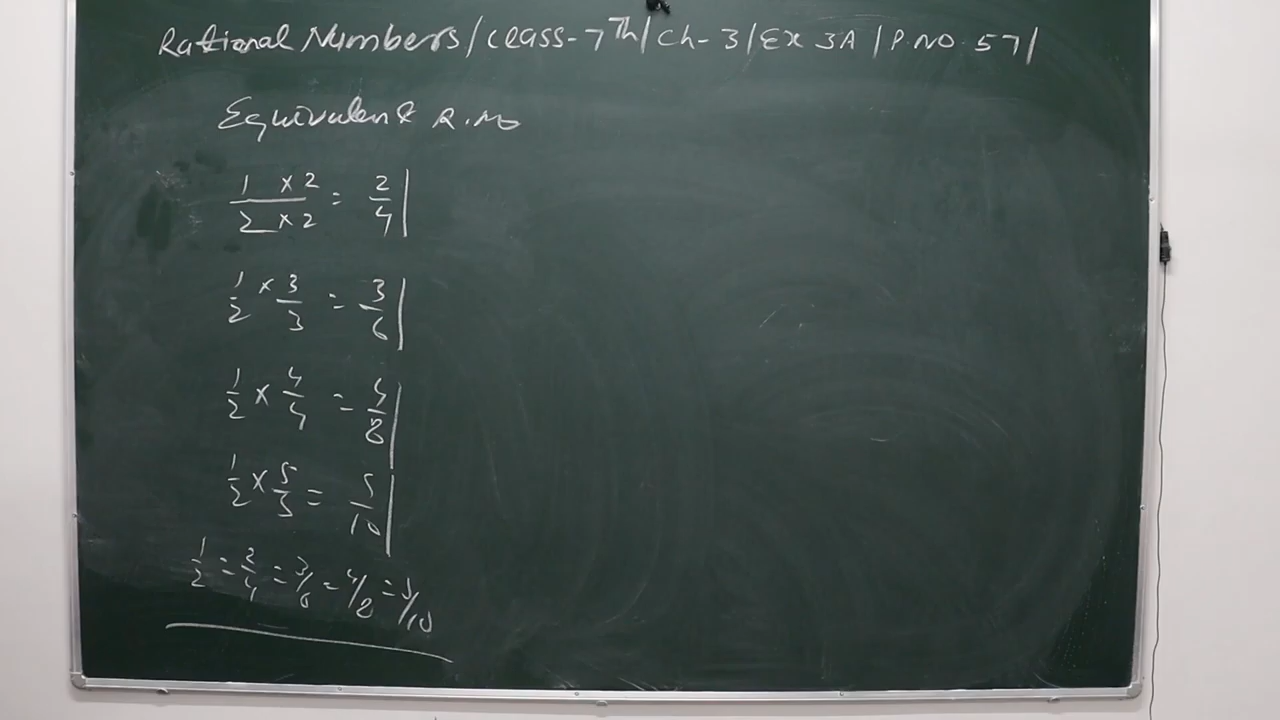 Rational Numbers/Class-7Th/Ch-3/Ex 3A/P.NO.57/
Equivalent R.No
1 ×2 / 2 ×2 = 2/4
1/2 × 3/3 = 3/6
1/2 × 4/4 = 4/8
1/2 × 5/5 = 5/10
1/2 = 2/4 = 3/6 = 4/8 = 5/10